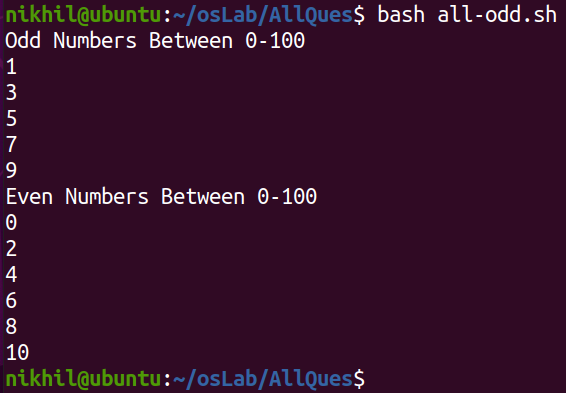 nikhil@ubuntu:~/osLab/AllQues$ bash all-odd.sh
Odd Numbers Between 0-100
1
3
5
7
9
Even Numbers Between 0-100
0
2
4
6
8
10
nikhil@ubuntu:~/osLab/AllQues$